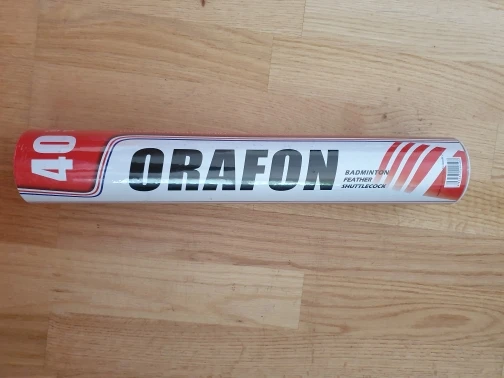 40
ORAFON
BADMINTON
FEATHER
SHUTTLECOCK